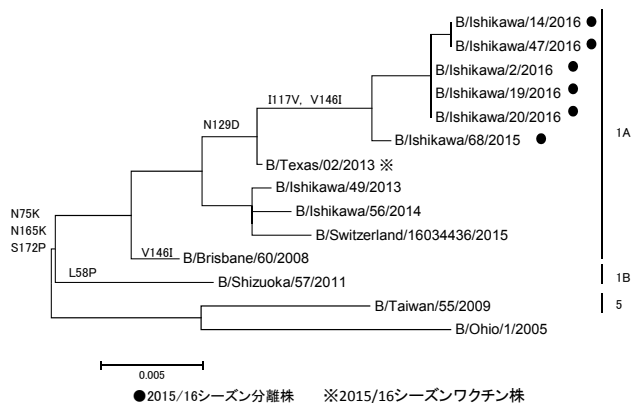 B/Ishikawa/14/2016 ●
B/Ishikawa/47/2016 ●
B/Ishikawa/2/2016 ●
I117V, V146I
B/Ishikawa/19/2016 ●
B/Ishikawa/20/2016 ●
N129D
1A
B/Ishikawa/68/2015 ●
B/Texas/02/2013 ※
B/Ishikawa/49/2013
N75K
B/Ishikawa/56/2014
N165K
B/Switzerland/16034436/2015
S172P
V146I
B/Brisbane/60/2008
L58P
B/Shizuoka/57/2011
1B
B/Taiwan/55/2009
5
B/Ohio/1/2005
0.005
●2015/16シーズン分離株 ※2015/16シーズンワクチン株